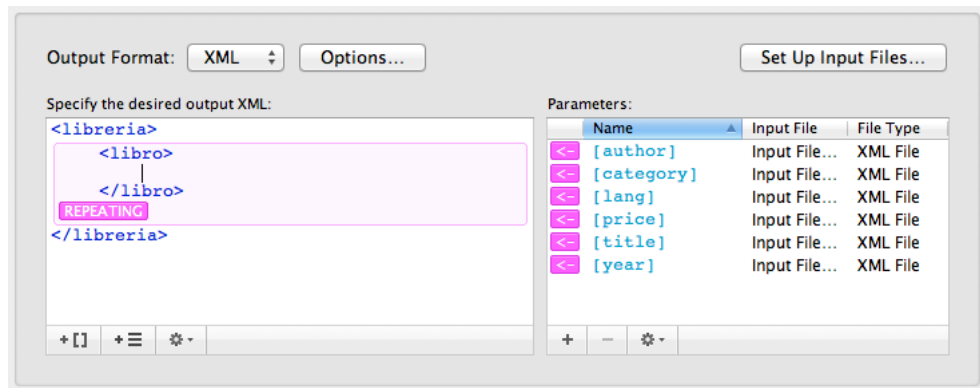 Output Format: XML Options... Set Up Input Files...
Specify the desired output XML:
<libreria>
<libro>
</libro>
REPEATING
</libreria>
+[] +
Parameters:
Name Input File File Type
<- [author] Input File... XML File
<- [category] Input File... XML File
<- [lang] Input File... XML File
<- [price] Input File... XML File
<- [title] Input File... XML File
<- [year] Input File... XML File
+ −